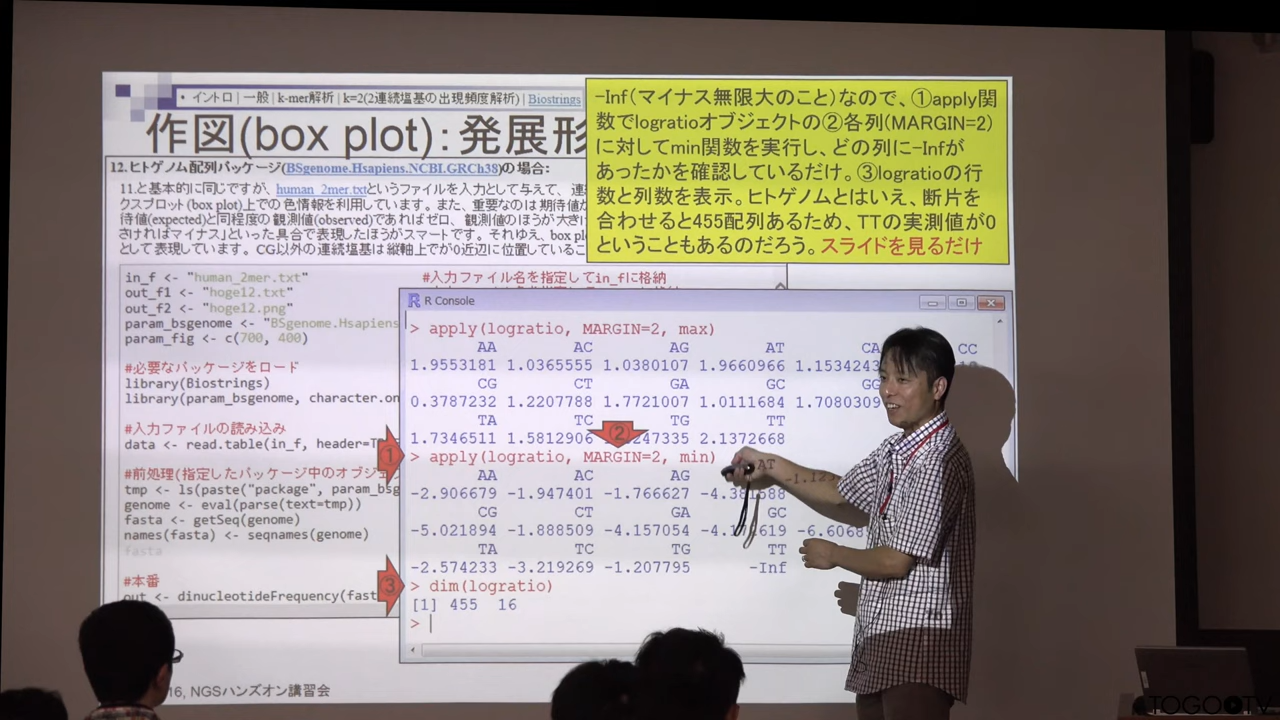 • イントロ | 一般 | k-mer解析 | k=2(2連続塩基の出現頻度解析) | Biostrings
作図(box plot):発展形
-Inf(マイナス無限大のこと)なので、①apply関
数でlogratioオブジェクトの②各列(MARGIN=2)
に対してmin関数を実行し、どの列に-Infが
あったかを確認しているだけ。③logratioの行
数と列数を表示。ヒトゲノムとはいえ、断片を
合わせると455配列あるため、TTの実測値が0
ということもあるのだろう。スライドを見るだけ
12.ヒトゲノム配列パッケージ(BSgenome.Hsapiens.NCBI.GRCh38)の場合:
11.と基本的に同じですが、human_2mer.txtというファイルを入力として与えて、連
クスプロット(box plot)上での色情報を利用しています。また、重要なのは期待値か
待値(expected)と同程度の観測値(observed)であればゼロ、観測値のほうが大き
さければマイナス」といった具合で表現したほうがスマートです。それゆえ、box plo
として表現しています。CG以外の連続塩基は縦軸上でが0近辺に位置しているこ
in_f <- "human_2mer.txt" #入力ファイル名を指定してin_fに格納
out_f1 <- "hoge12.txt"
out_f2 <- "hoge12.png"
param_bsgenome <- "BSgenome.Hsapiens
param_fig <- c(700, 400)
#必要なパッケージをロード
library(Biostrings)
library(param_bsgenome, character.on
#入力ファイルの読み込み
data <- read.table(in_f, header=T
#前処理(指定したパッケージ中のオブジェ
tmp <- ls(paste("package", param_bsg
genome <- eval(parse(text=tmp))
fasta <- getSeq(genome)
names(fasta) <- seqnames(genome)
fasta
#本番
out <- dinucleotideFrequency(fast
R Console
> apply(logratio, MARGIN=2, max)
AA AC AG AT CA CC
1.9553181 1.0365555 1.0380107 1.9660966 1.1534243
CG CT GA GC GG
0.3787232 1.2207788 1.7721001 1.0111684 1.7080309
TA TC TG TT
1.7346511 1.5812906 247335 2.1372668
②
① > apply(logratio, MARGIN=2, min)
AA AC AG AT
-2.906679 -1.947401 -1.766627
CG CT GA GC
-5.021894 -1.888509 -4.157054
TA TC TG TT
-2.574233 -3.219269 -1.207795 -Inf
③ > dim(logratio)
[1] 455 16
>
16, NGSハンズオン講習会
TOGOTV